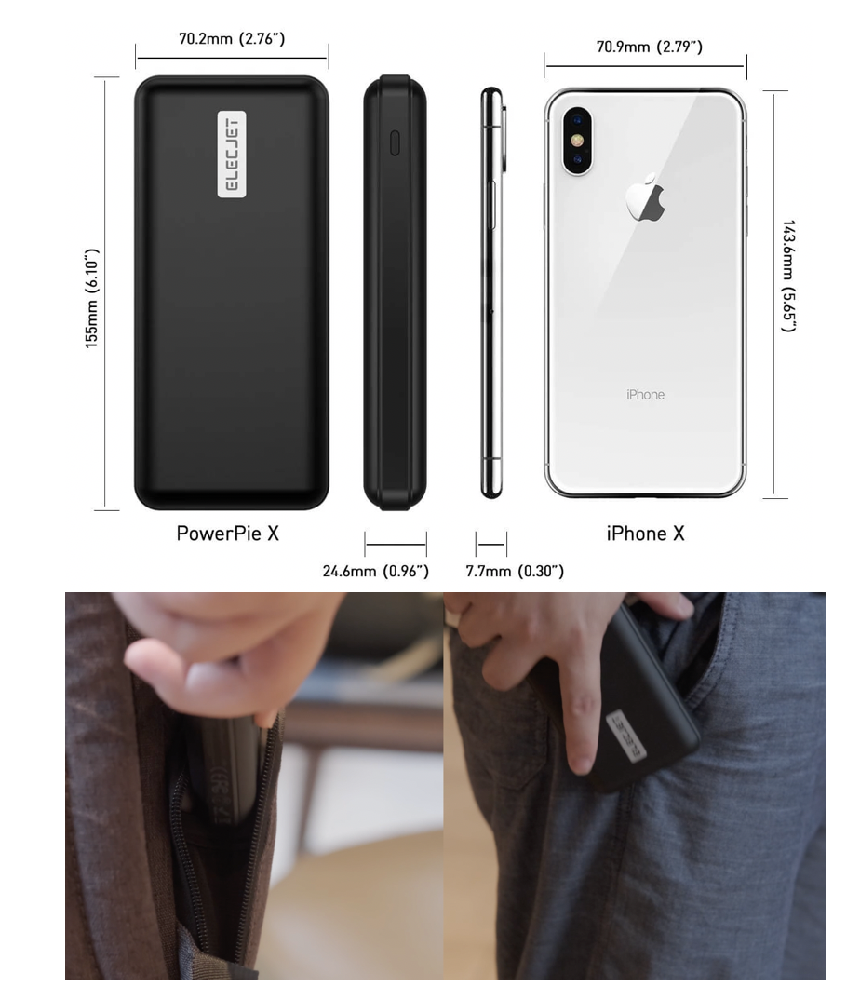 70.2mm (2.76")
70.9mm (2.79")
ELECJET
155mm (6.10")
143.6mm (5.65")
iPhone
PowerPie X
iPhone X
24.6mm (0.96")
7.7mm (0.30")
ELECJET